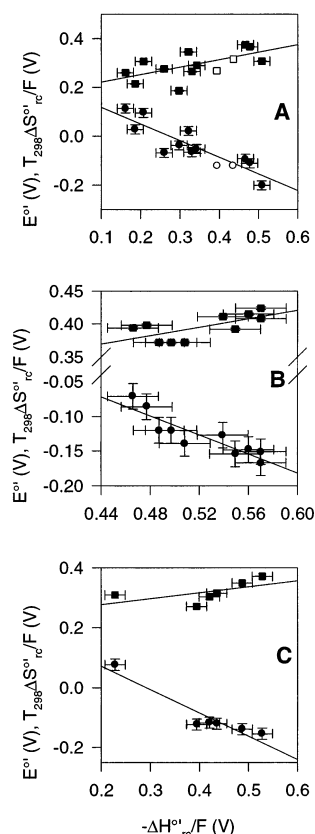 E°' (V), T₂₉₈ΔS°'rc/F (V)
0.4
0.2
0.0
-0.2
A
0.1 0.2 0.3 0.4 0.5 0.6
E°' (V), T₂₉₈ΔS°'rc/F (V)
0.45
0.40
0.35
-0.05
-0.10
-0.15
-0.20
B
0.44 0.48 0.52 0.56 0.60
E°' (V), T₂₉₈ΔS°'rc/F (V)
0.4
0.2
0.0
-0.2
C
0.2 0.3 0.4 0.5 0.6
-ΔH°'rc/F (V)